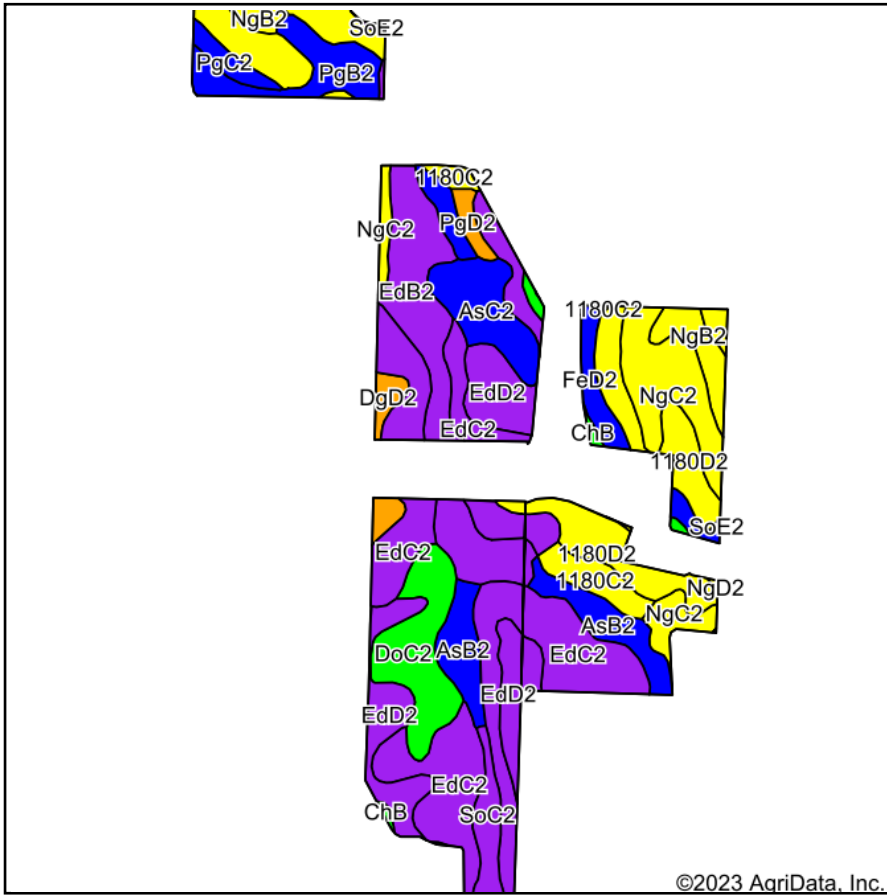 NgB2
SoE2
PgC2
PgB2
1180C2
PgD2
NgC2
EdB2
AsC2
1180C2
NgB2
FeD2
EdD2
NgC2
DgD2
EdC2
ChB
1180D2
SoE2
EdC2
1180D2
1180C2
NgD2
NgC2
AsB2
DoC2
AsB2
EdC2
EdD2
EdD2
EdC2
ChB
SoC2
©2023 AgriData, Inc.